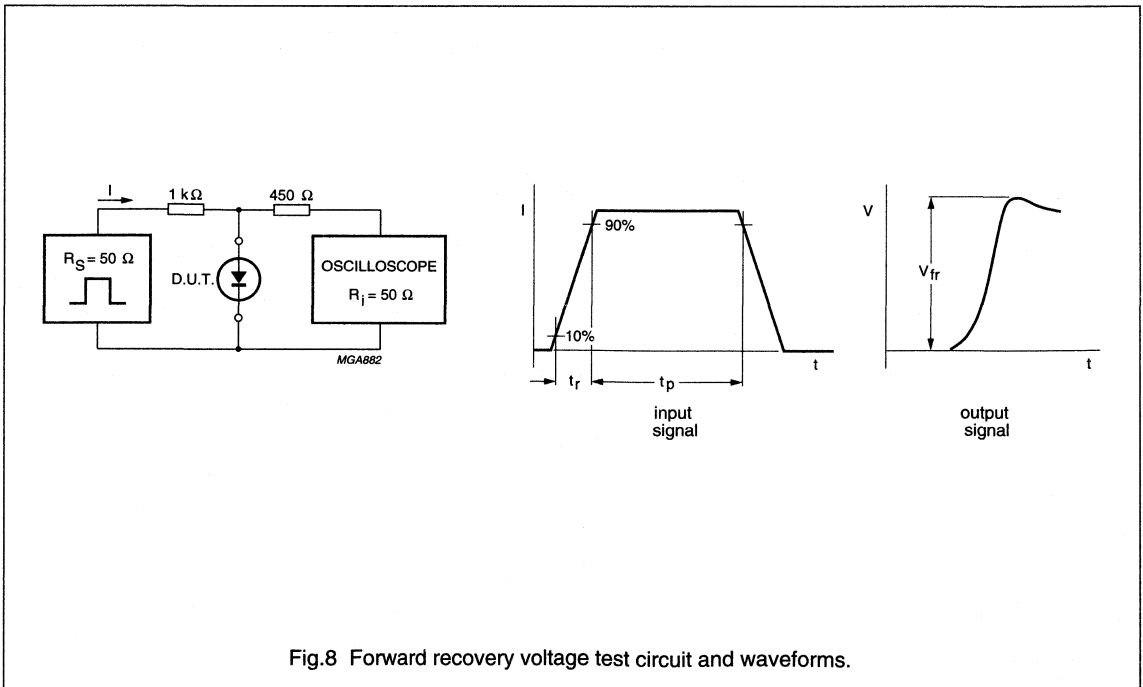 I
1 kΩ
450 Ω
R_S = 50 Ω
D.U.T.
OSCILLOSCOPE
R_i = 50 Ω
MGA882
I
90%
10%
t
t_r
t_p
input
signal
V
V_fr
t
output
signal
Fig.8 Forward recovery voltage test circuit and waveforms.